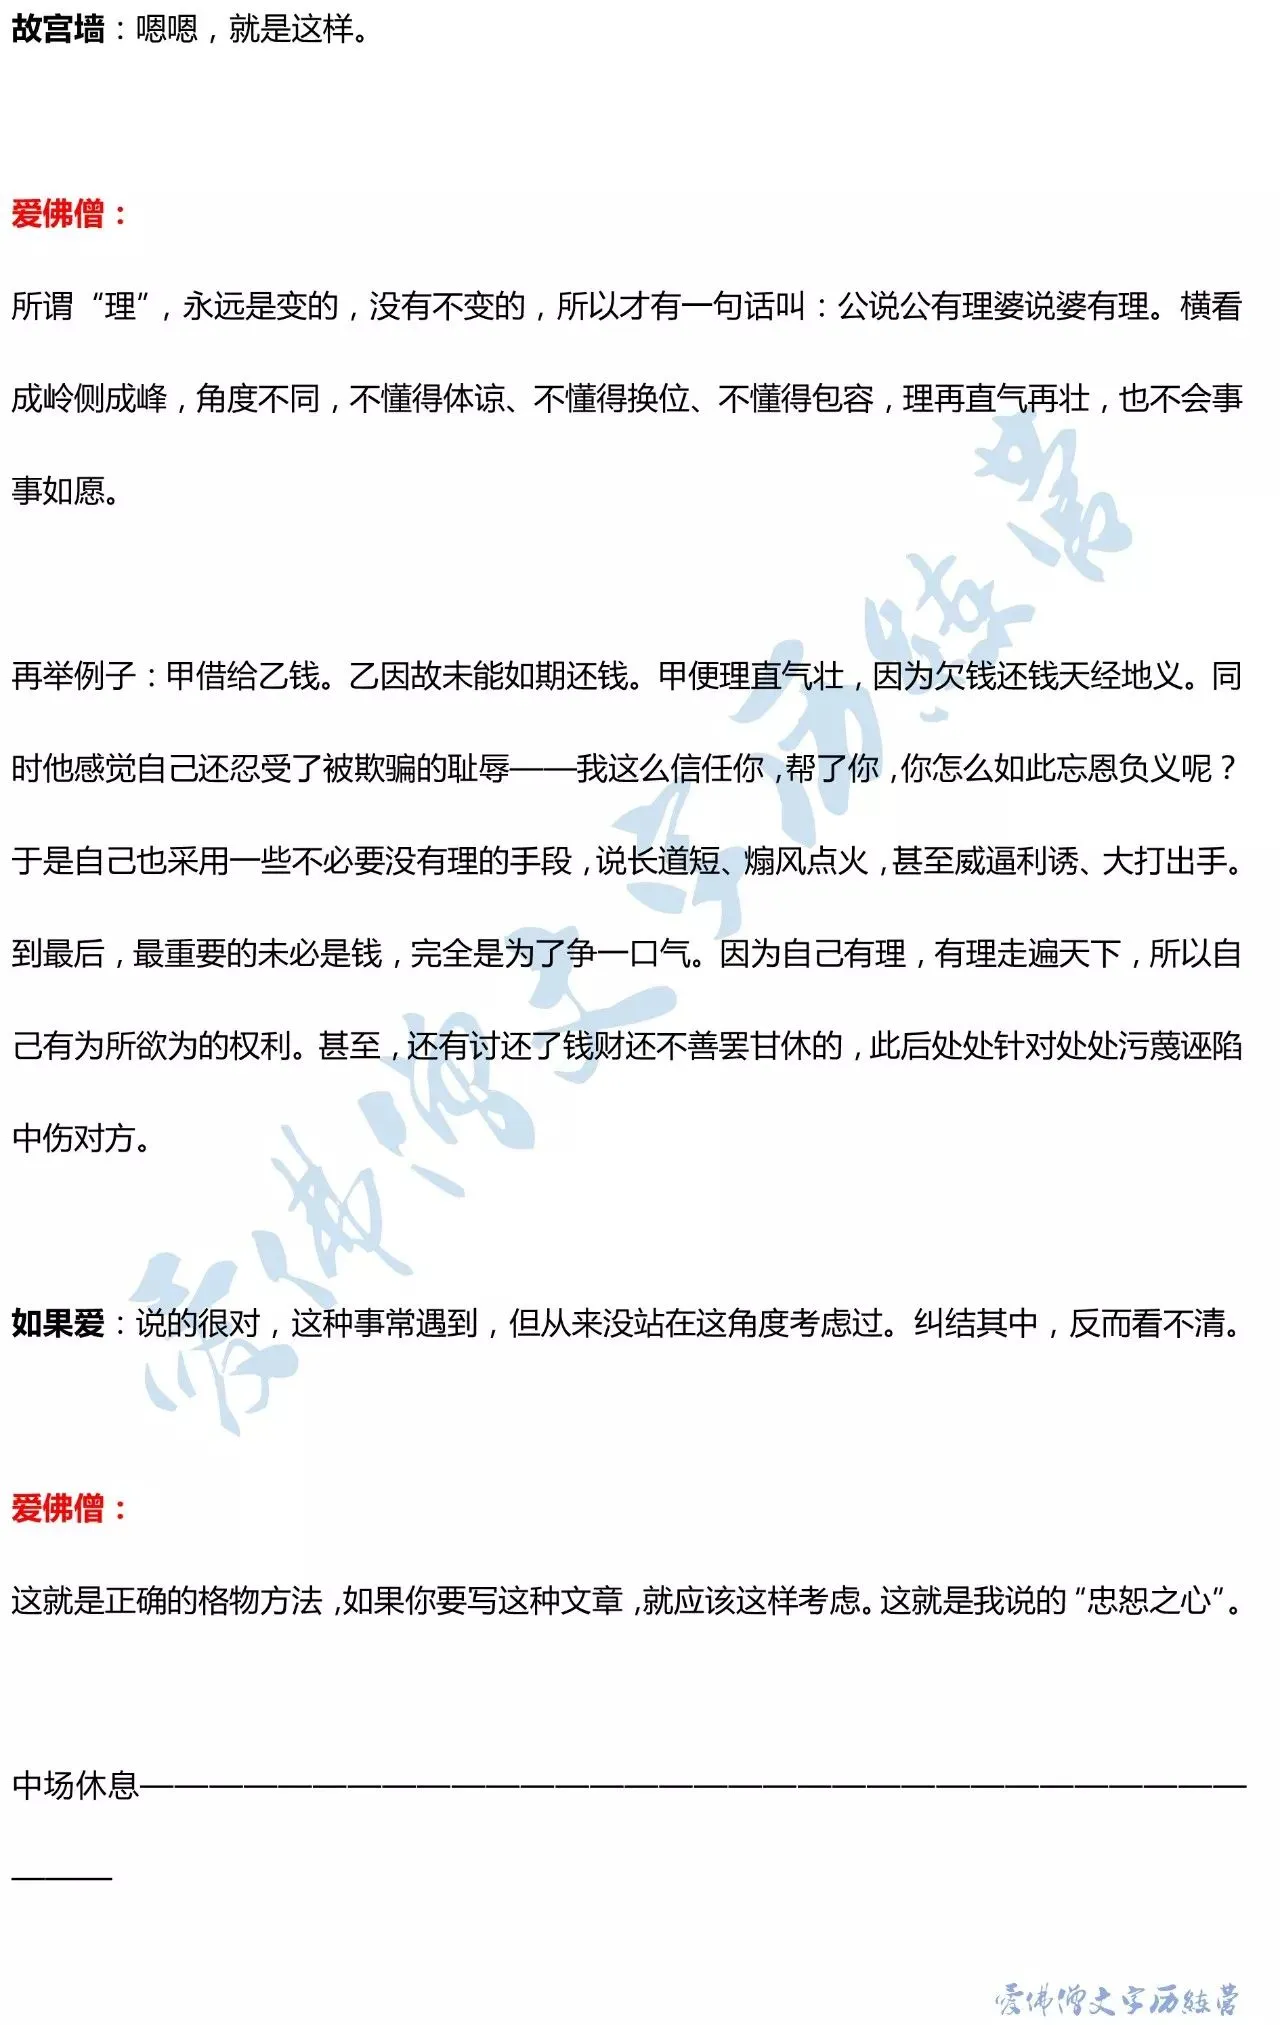 故宫墙：嗯嗯，就是这样。
爱佛僧：
所谓“理”，永远是变的，没有不变的，所以才有一句话叫：公说公有理婆说婆有理。横看
成岭侧成峰，角度不同，不懂得体谅、不懂得换位、不懂得包容，理再直气再壮，也不会事
事如愿。
再举例子：甲借给乙钱。乙因故未能如期还钱。甲便理直气壮，因为欠钱还钱天经地义。同
时他感觉自己还忍受了被欺骗的耻辱——我这么信任你，帮了你，你怎么如此忘恩负义呢？
于是自己也采用一些不必要没有理的手段，说长道短、煽风点火，甚至威逼利诱、大打出手。
到最后，最重要的未必是钱，完全是为了争一口气。因为自己有理，有理走遍天下，所以自
己有为所欲为的权利。甚至，还有讨还了钱财还不善罢甘休的，此后处处针对处处污蔑诬陷
中伤对方。
如果爱：说的很对，这种事常遇到，但从来没站在这角度考虑过。纠结其中，反而看不清。
爱佛僧：
这就是正确的格物方法，如果你要写这种文章，就应该这样考虑。这就是我说的“忠恕之心”。
中场休息————————————————————————————————
———
爱佛僧文字历练营
爱佛僧文字历练营